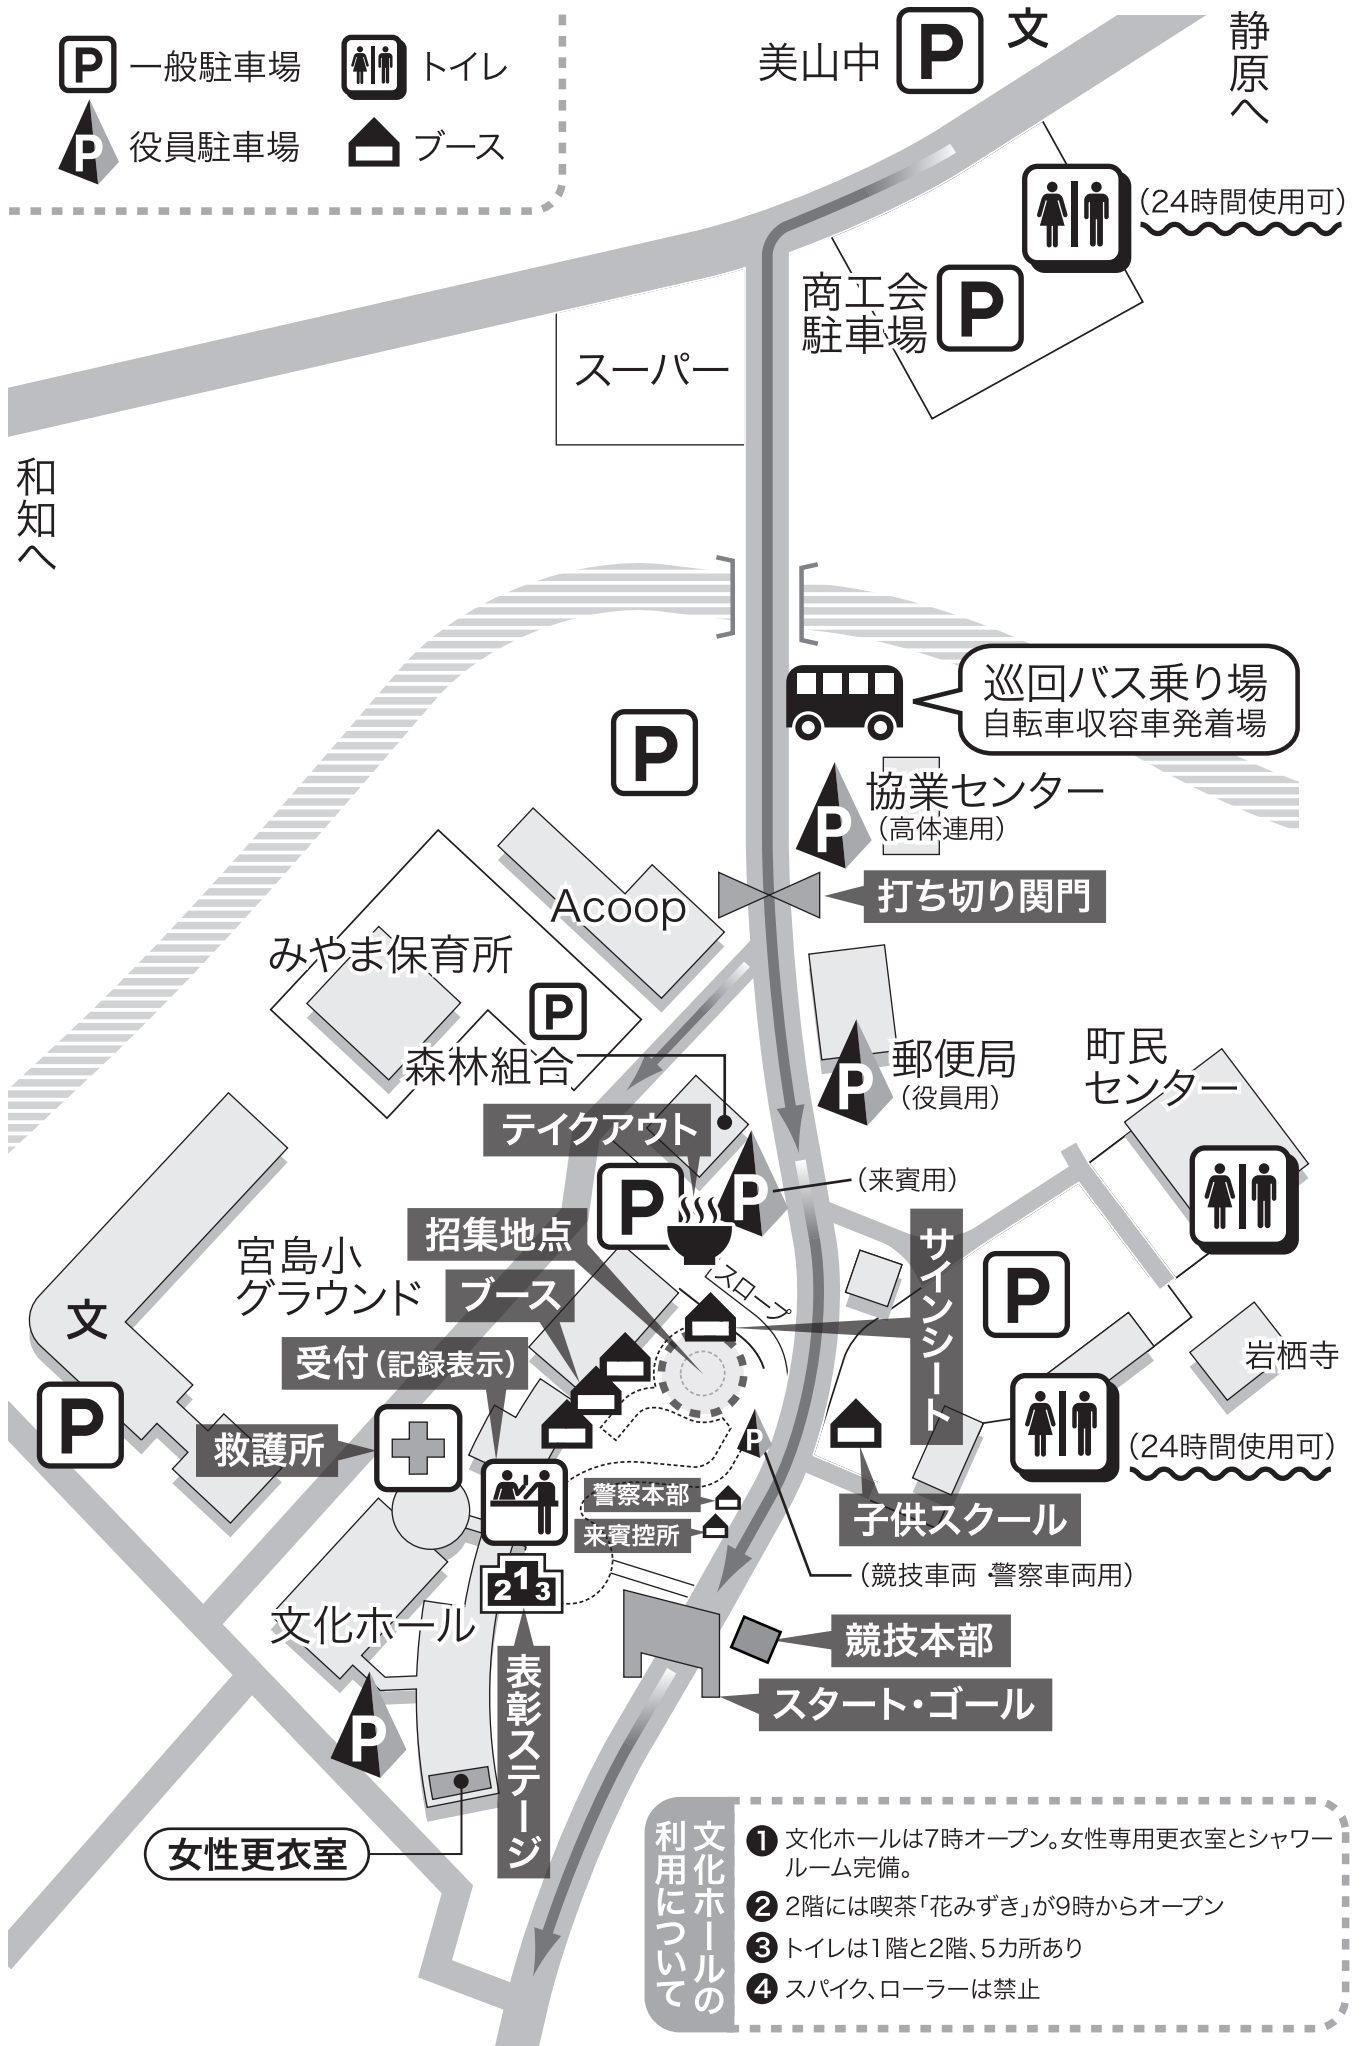 P 一般駐車場
トイレ
P 役員駐車場
ブース
美山中
P
文
静原へ
(24時間使用可)
商工会
駐車場
P
スーパー
和知へ
巡回バス乗り場
自転車収容車発着場
P
協業センター
P
(高体連用)
打ち切り関門
Acoop
みやま保育所
P
森林組合
郵便局
P
(役員用)
町民
センター
テイクアウト
P
P
(来賓用)
招集地点
サインシート
スロープ
宮島小
グラウンド
ブース
P
文
受付(記録表示)
岩栖寺
P
救護所
P
(24時間使用可)
警察本部
来賓控所
子供スクール
(競技車両・警察車両用)
1
2 3
文化ホール
競技本部
表彰ステージ
スタート・ゴール
P
女性更衣室
文化ホールの
利用について
1 文化ホールは7時オープン。女性専用更衣室とシャワー
ルーム完備。
2 2階には喫茶「花みずき」が9時からオープン
3 トイレは1階と2階、5カ所あり
4 スパイク、ローラーは禁止